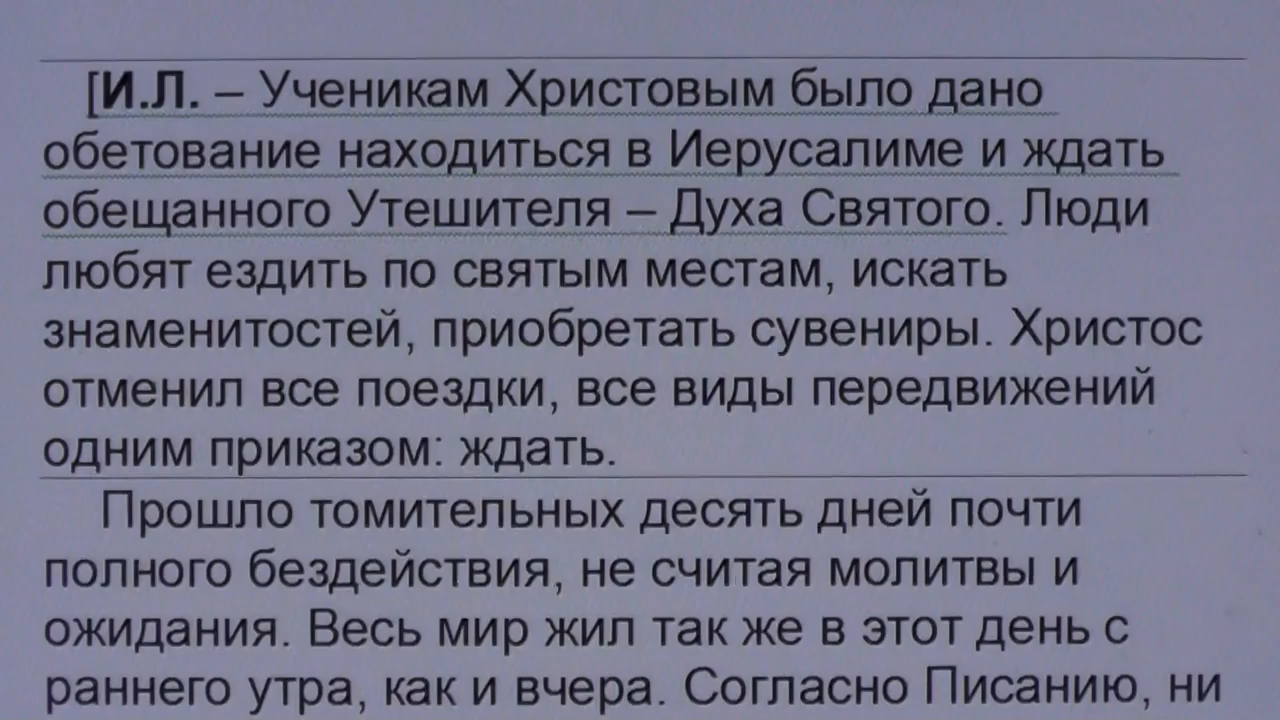 [И.Л. – Ученикам Христовым было дано
обетование находиться в Иерусалиме и ждать
обещанного Утешителя – Духа Святого. Люди
любят ездить по святым местам, искать
знаменитостей, приобретать сувениры. Христос
отменил все поездки, все виды передвижений
одним приказом: ждать.
Прошло томительных десять дней почти
полного бездействия, не считая молитвы и
ожидания. Весь мир жил так же в этот день с
раннего утра, как и вчера. Согласно Писанию, ни